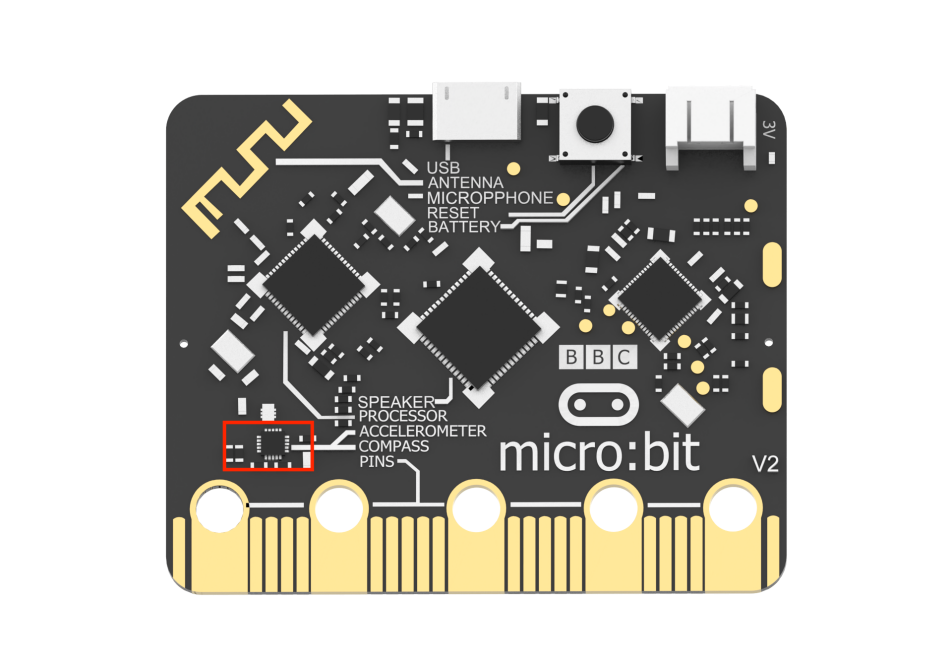 3V
USB
ANTENNA
MICROPPHONE
RESET
BATTERY
BBC
SPEAKER
PROCESSOR
ACCELEROMETER
COMPASS
PINS
micro:bit
V2